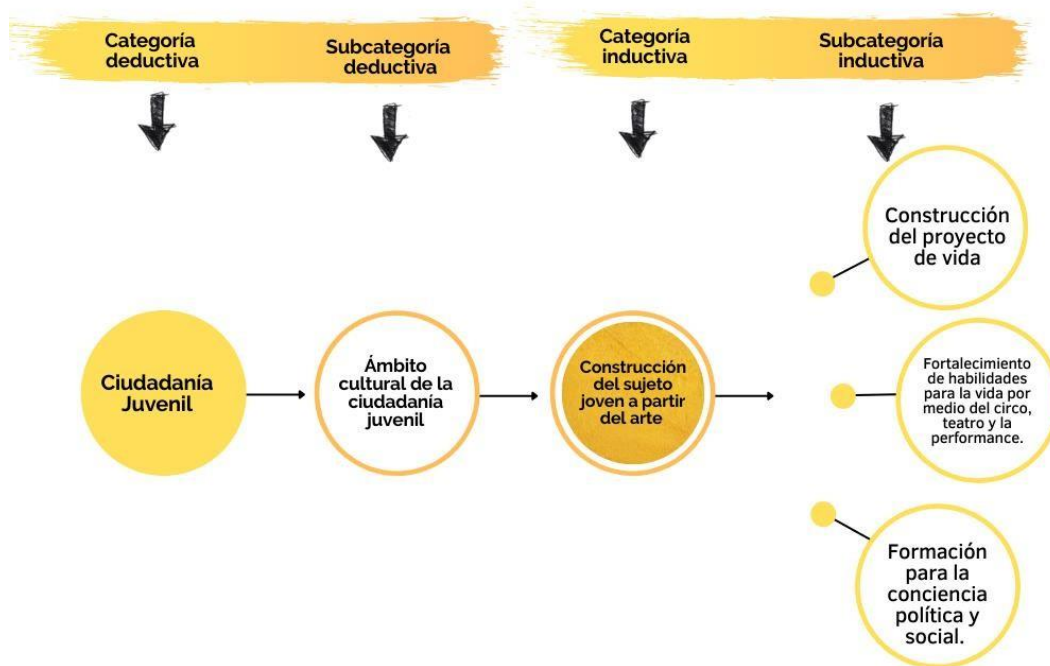 Categoría
deductiva
Subcategoría
deductiva
Categoría
inductiva
Subcategoría
inductiva
Ciudadanía
Juvenil
Ámbito
cultural de la
ciudadanía
juvenil
Construcción
del sujeto
joven a partir
del arte
Construcción
del proyecto
de vida
Fortalecimiento
de habilidades
para la vida por
medio del circo,
teatro y la
performance.
Formación
para la
conciencia
política y
social.